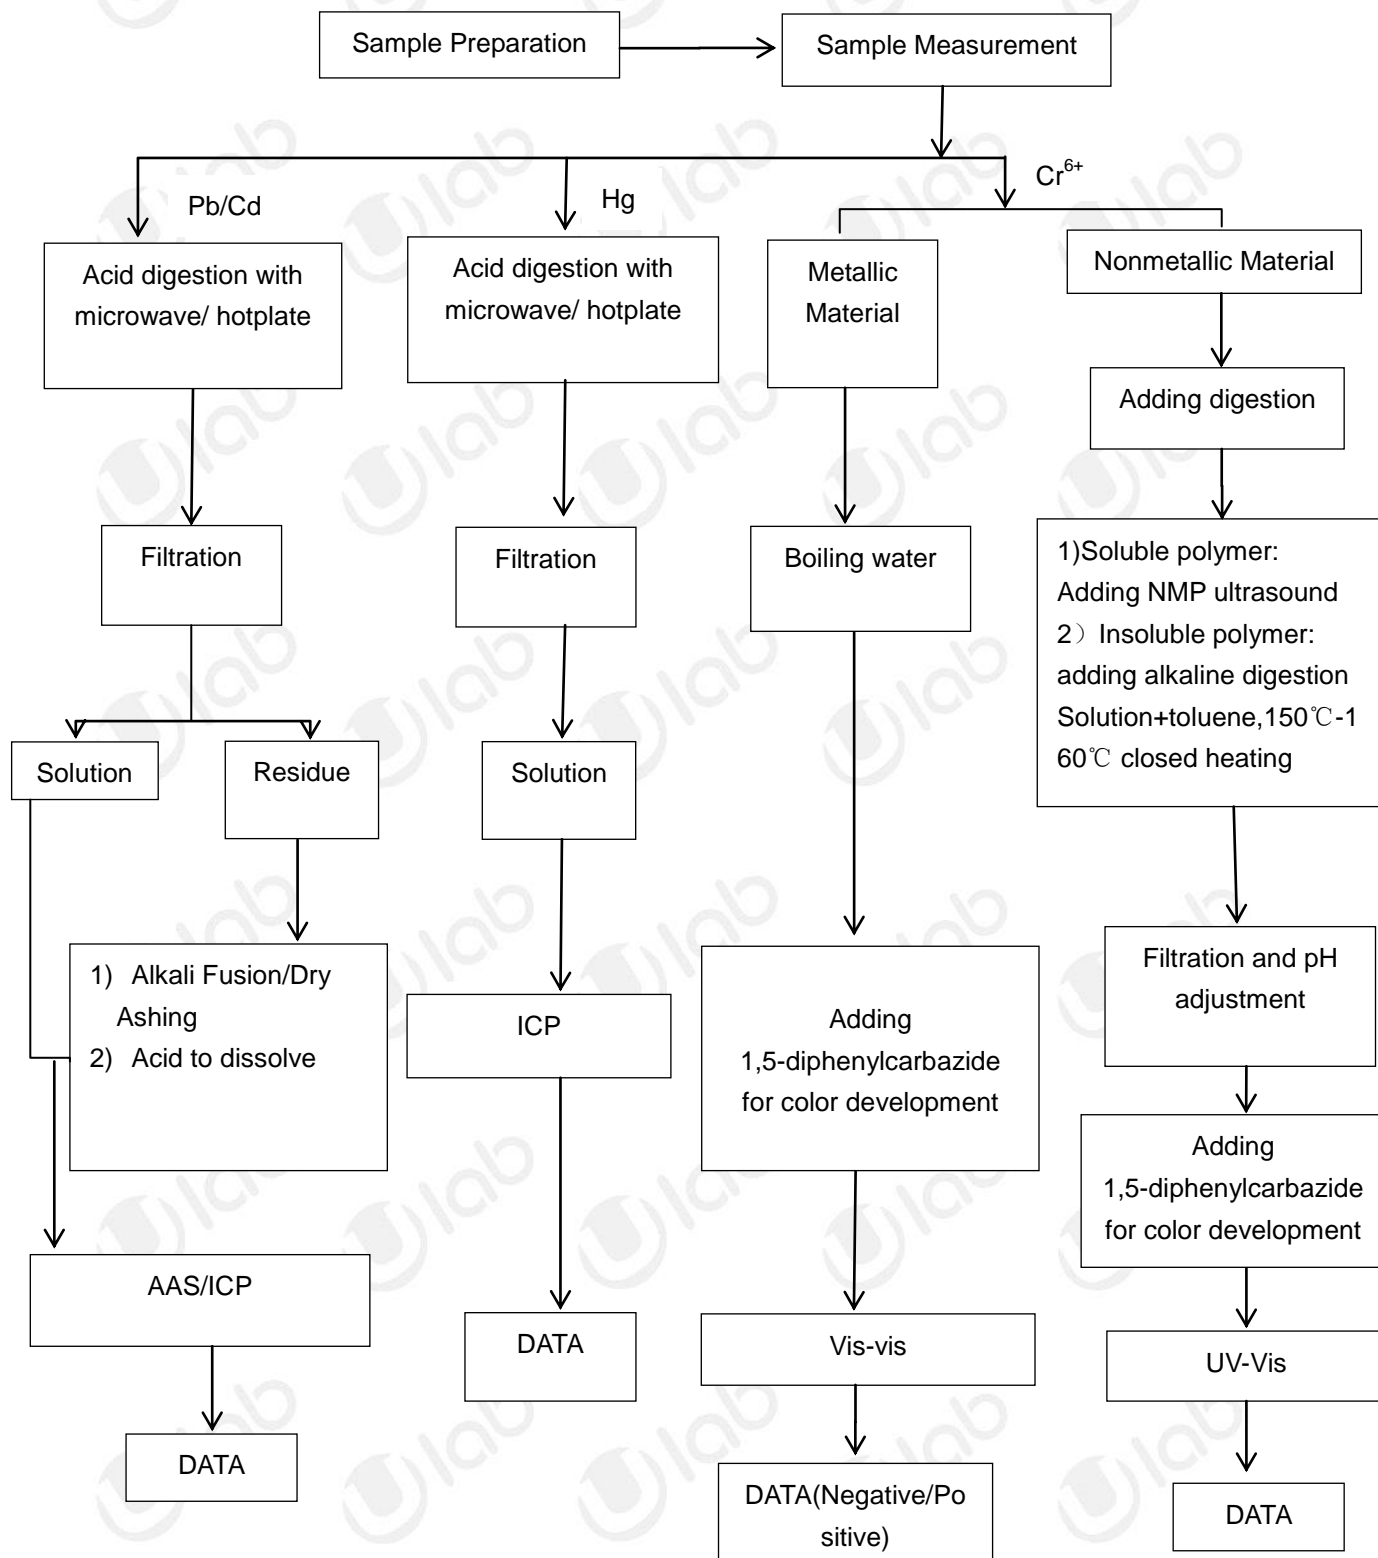 Sample Preparation
Sample Measurement
Pb/Cd
Hg
Cr⁶⁺
Acid digestion with
microwave/ hotplate
Acid digestion with
microwave/ hotplate
Metallic
Material
Nonmetallic Material
Adding digestion
Filtration
Filtration
Boiling water
1)Soluble polymer:
Adding NMP ultrasound
2）Insoluble polymer:
adding alkaline digestion
Solution+toluene,150℃-1
60℃ closed heating
Solution
Residue
Solution
1) Alkali Fusion/Dry
Ashing
2) Acid to dissolve
ICP
Adding
1,5-diphenylcarbazide
for color development
Filtration and pH
adjustment
Adding
1,5-diphenylcarbazide
for color development
AAS/ICP
DATA
Vis-vis
UV-Vis
DATA
DATA(Negative/Po
sitive)
DATA
Ulab